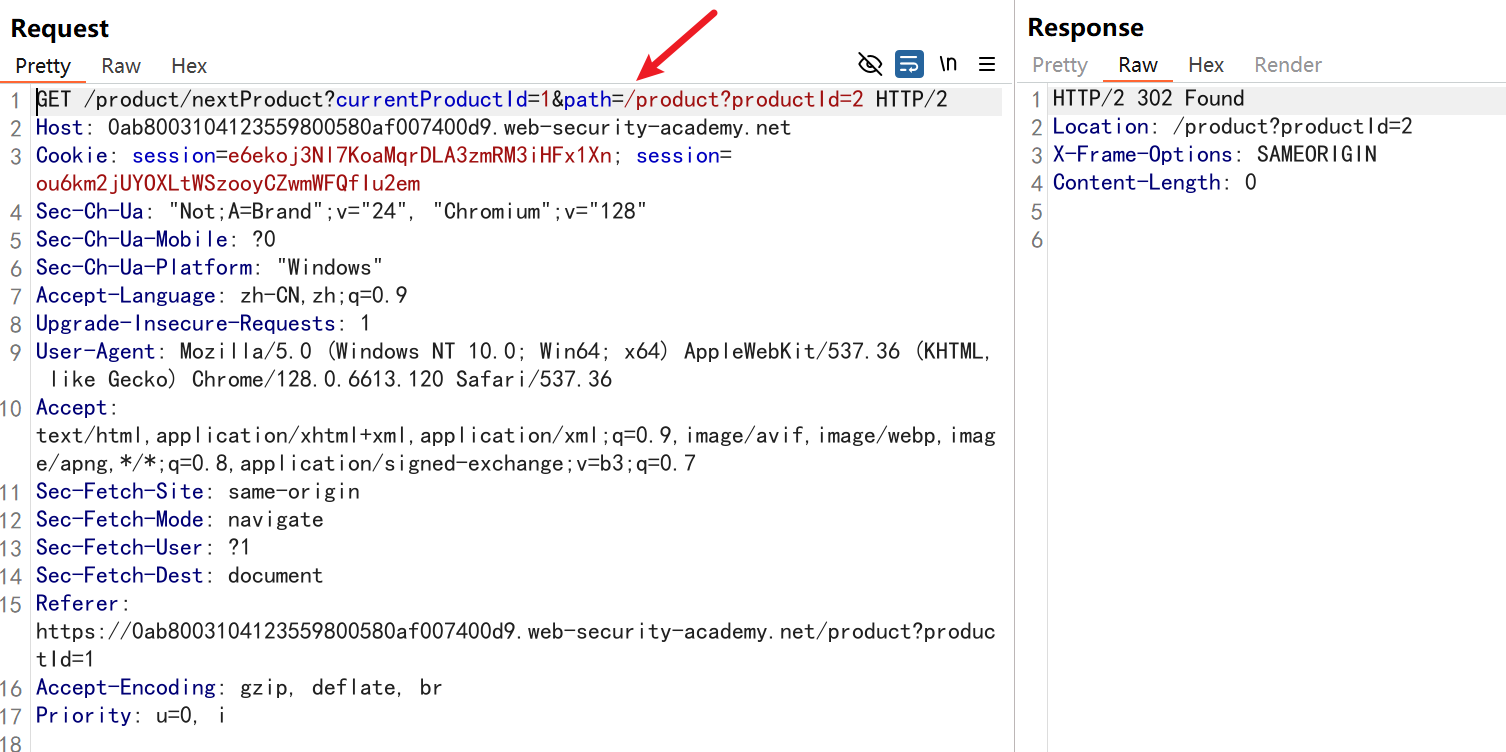 Request
Pretty Raw Hex \n
1 GET /product/nextProduct?currentProductId=1&path=/product?productId=2 HTTP/2
2 Host: 0ab8003104123559800580af007400d9.web-security-academy.net
3 Cookie: session=e6ekoj3Nl7KoaMqrDLA3zmRM3iHFx1Xn; session=
ou6km2jUYOXLtWSzooyCZwmWFQfIu2em
4 Sec-Ch-Ua: "Not;A=Brand";v="24", "Chromium";v="128"
5 Sec-Ch-Ua-Mobile: ?0
6 Sec-Ch-Ua-Platform: "Windows"
7 Accept-Language: zh-CN,zh;q=0.9
8 Upgrade-Insecure-Requests: 1
9 User-Agent: Mozilla/5.0 (Windows NT 10.0; Win64; x64) AppleWebKit/537.36 (KHTML,
like Gecko) Chrome/128.0.6613.120 Safari/537.36
10 Accept:
text/html,application/xhtml+xml,application/xml;q=0.9,image/avif,image/webp,imag
e/apng,*/*;q=0.8,application/signed-exchange;v=b3;q=0.7
11 Sec-Fetch-Site: same-origin
12 Sec-Fetch-Mode: navigate
13 Sec-Fetch-User: ?1
14 Sec-Fetch-Dest: document
15 Referer:
https://0ab8003104123559800580af007400d9.web-security-academy.net/product?produc
tId=1
16 Accept-Encoding: gzip, deflate, br
17 Priority: u=0, i
18
Response
Pretty Raw Hex Render
1 HTTP/2 302 Found
2 Location: /product?productId=2
3 X-Frame-Options: SAMEORIGIN
4 Content-Length: 0
5
6